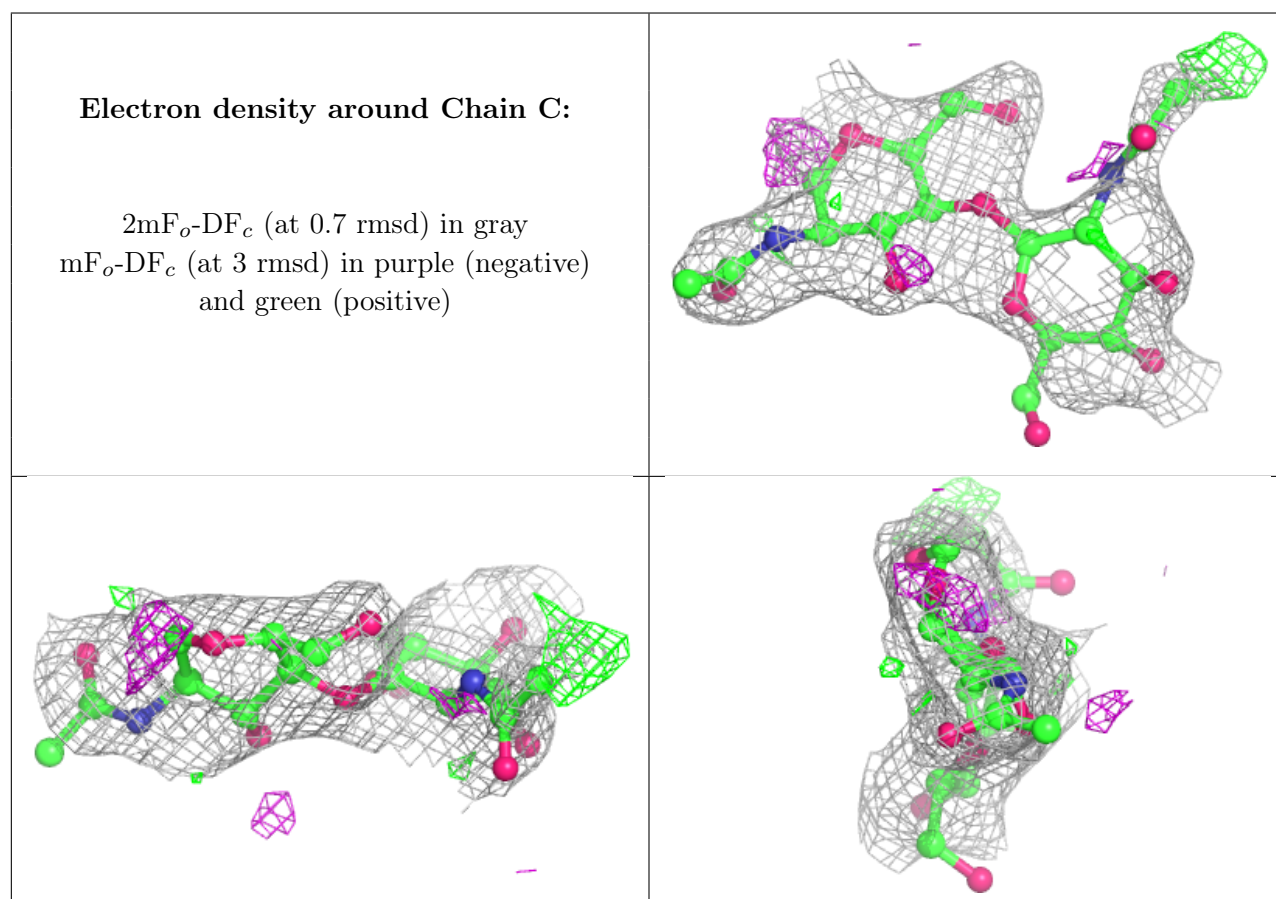 Electron density around Chain C:
2mFₒ-DF𝒸 (at 0.7 rmsd) in gray
mFₒ-DF𝒸 (at 3 rmsd) in purple (negative)
and green (positive)